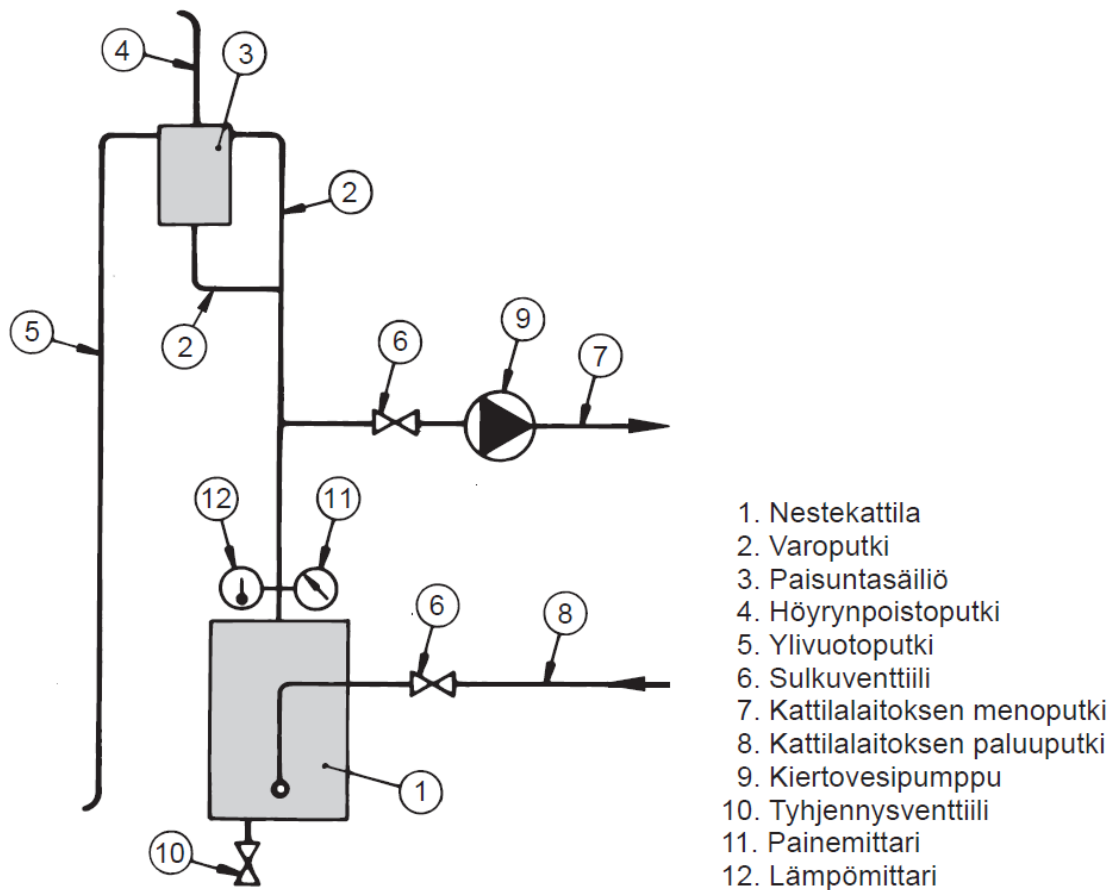 4
3
2
5
2
6
9
7
12
11
6
8
1
10
1. Nestekattila
2. Varoputki
3. Paisuntasäiliö
4. Höyrynpoistoputki
5. Ylivuotoputki
6. Sulkuventtiili
7. Kattilalaitoksen menoputki
8. Kattilalaitoksen paluuputki
9. Kiertovesipumppu
10. Tyhjennysventtiili
11. Painemittari
12. Lämpömittari